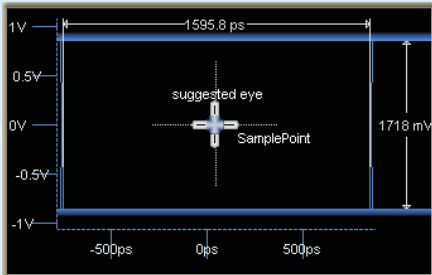 1V
1595.8 ps
0.5V
suggested eye
0V
SamplePoint
1718 mV
-0.5V
-1V
-500ps
0ps
500ps